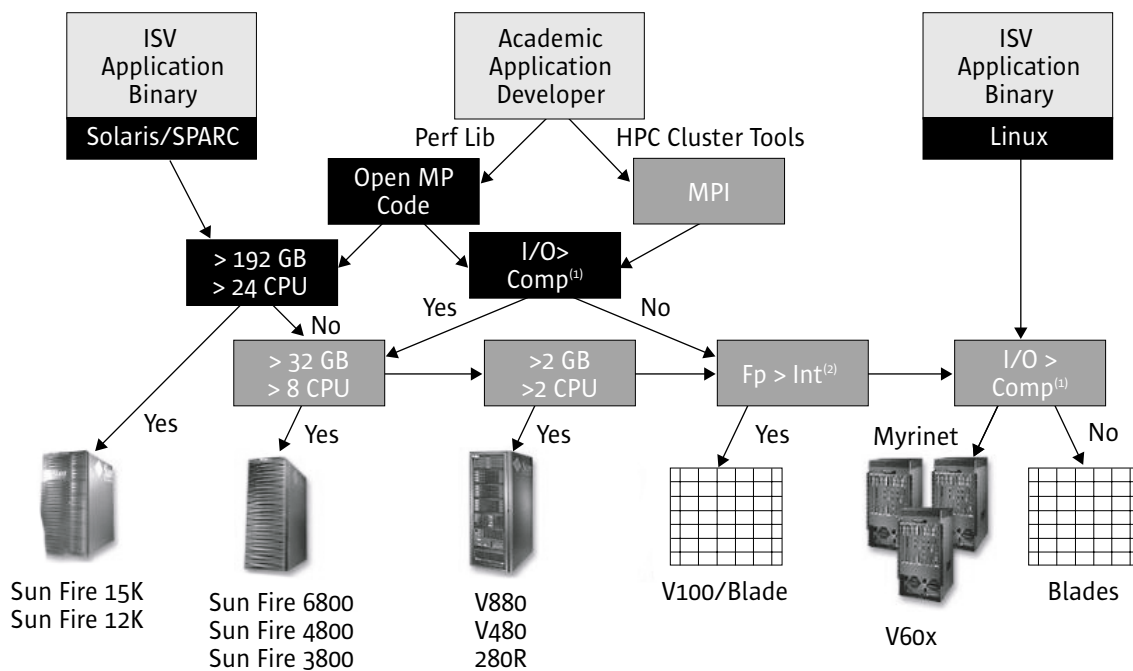 ISV
Application
Binary
Solaris/SPARC
Academic
Application
Developer
ISV
Application
Binary
Linux
Perf Lib
HPC Cluster Tools
Open MP
Code
MPI
> 192 GB
> 24 CPU
I/O>
Comp(1)
Yes
No
No
> 32 GB
> 8 CPU
>2 GB
>2 CPU
Fp > Int(2)
I/O >
Comp(1)
Yes
Yes
Yes
Yes
Myrinet
No
Sun Fire 15K
Sun Fire 12K
Sun Fire 6800
Sun Fire 4800
Sun Fire 3800
V880
V480
280R
V100/Blade
V60x
Blades